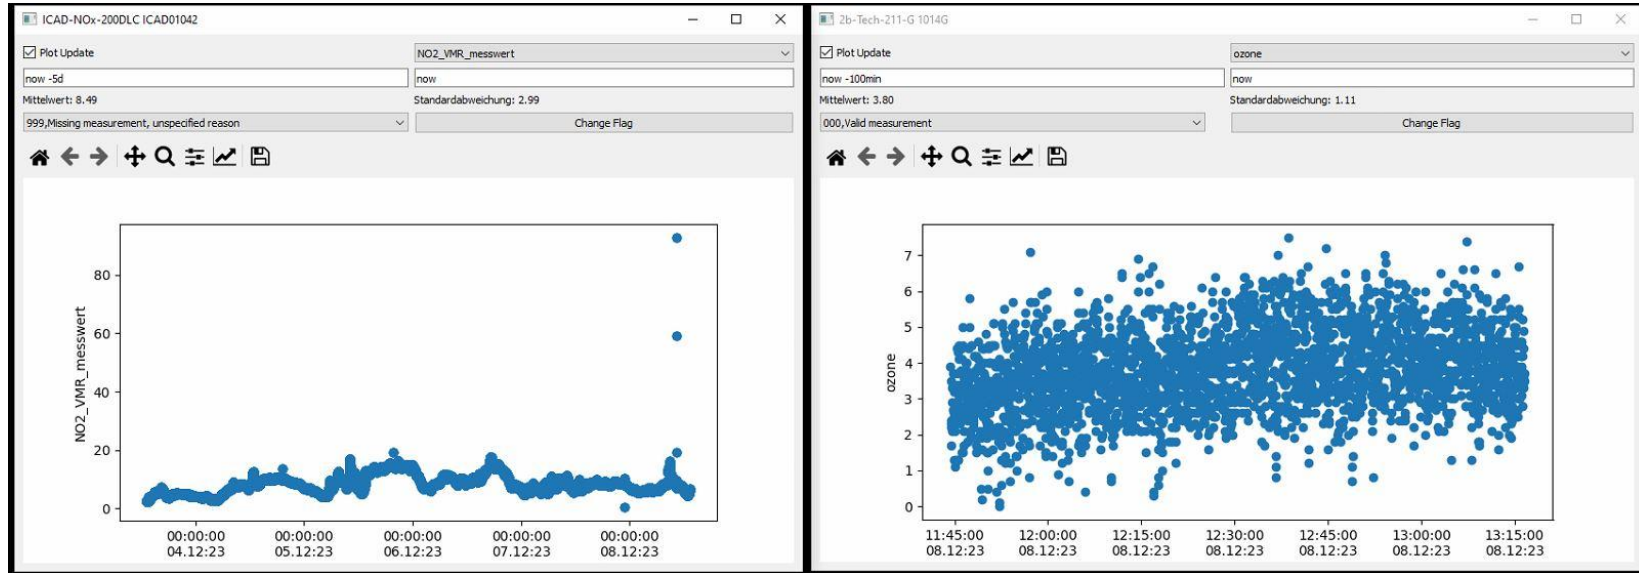 ICAD-NOx-200DLC ICAD01042
Plot Update
NO2_VMR_messwert
now -5d
now
Mittelwert: 8.49
Standardabweichung: 2.99
999,Missing measurement, unspecified reason
Change Flag
80
60
40
20
0
NO2_VMR_messwert
00:00:00 00:00:00 00:00:00 00:00:00 00:00:00
04.12:23 05.12:23 06.12:23 07.12:23 08.12:23
2b-Tech-211-G 1014G
Plot Update
ozone
now -100min
now
Mittelwert: 3.80
Standardabweichung: 1.11
000,Valid measurement
Change Flag
7
6
5
4
3
2
1
0
ozone
11:45:00 12:00:00 12:15:00 12:30:00 12:45:00 13:00:00 13:15:00
08.12:23 08.12:23 08.12:23 08.12:23 08.12:23 08.12:23 08.12:23